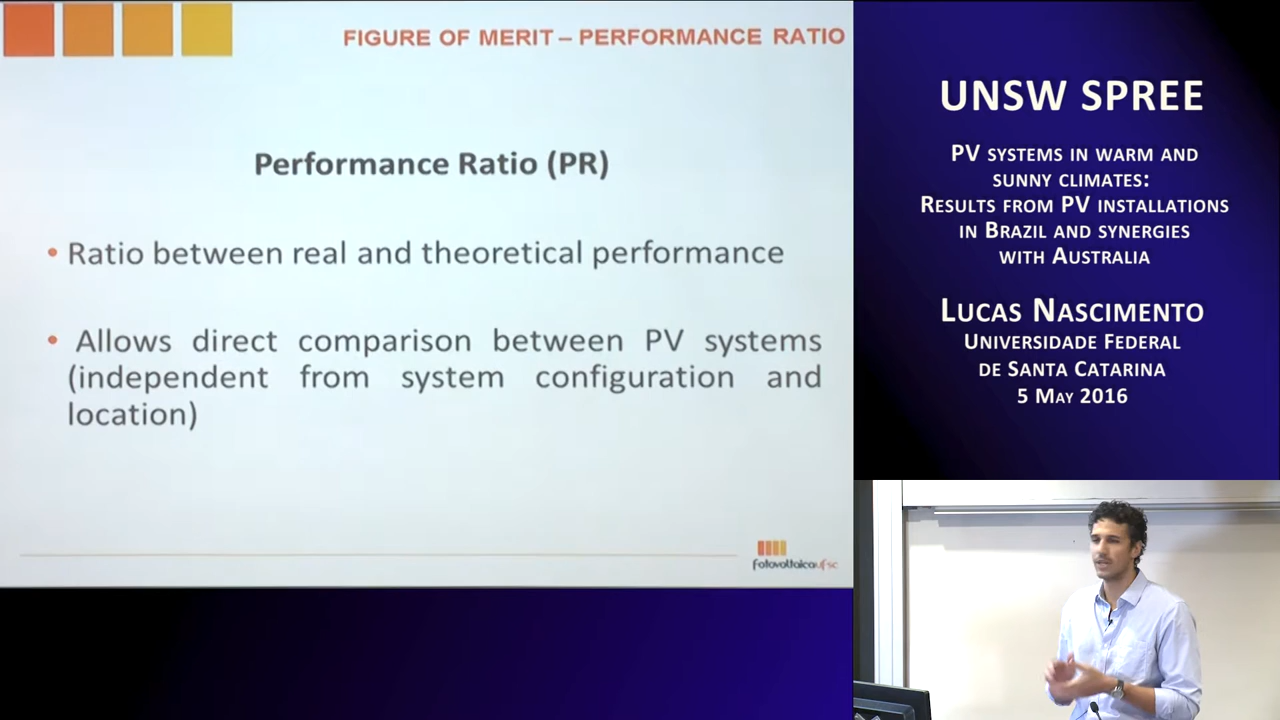 FIGURE OF MERIT – PERFORMANCE RATIO
Performance Ratio (PR)
• Ratio between real and theoretical performance
• Allows direct comparison between PV systems
(independent from system configuration and
location)
fotovoltaicaufsc
UNSW SPREE
PV SYSTEMS IN WARM AND
SUNNY CLIMATES:
RESULTS FROM PV INSTALLATIONS
IN BRAZIL AND SYNERGIES
WITH AUSTRALIA
LUCAS NASCIMENTO
UNIVERSIDADE FEDERAL
DE SANTA CATARINA
5 MAY 2016